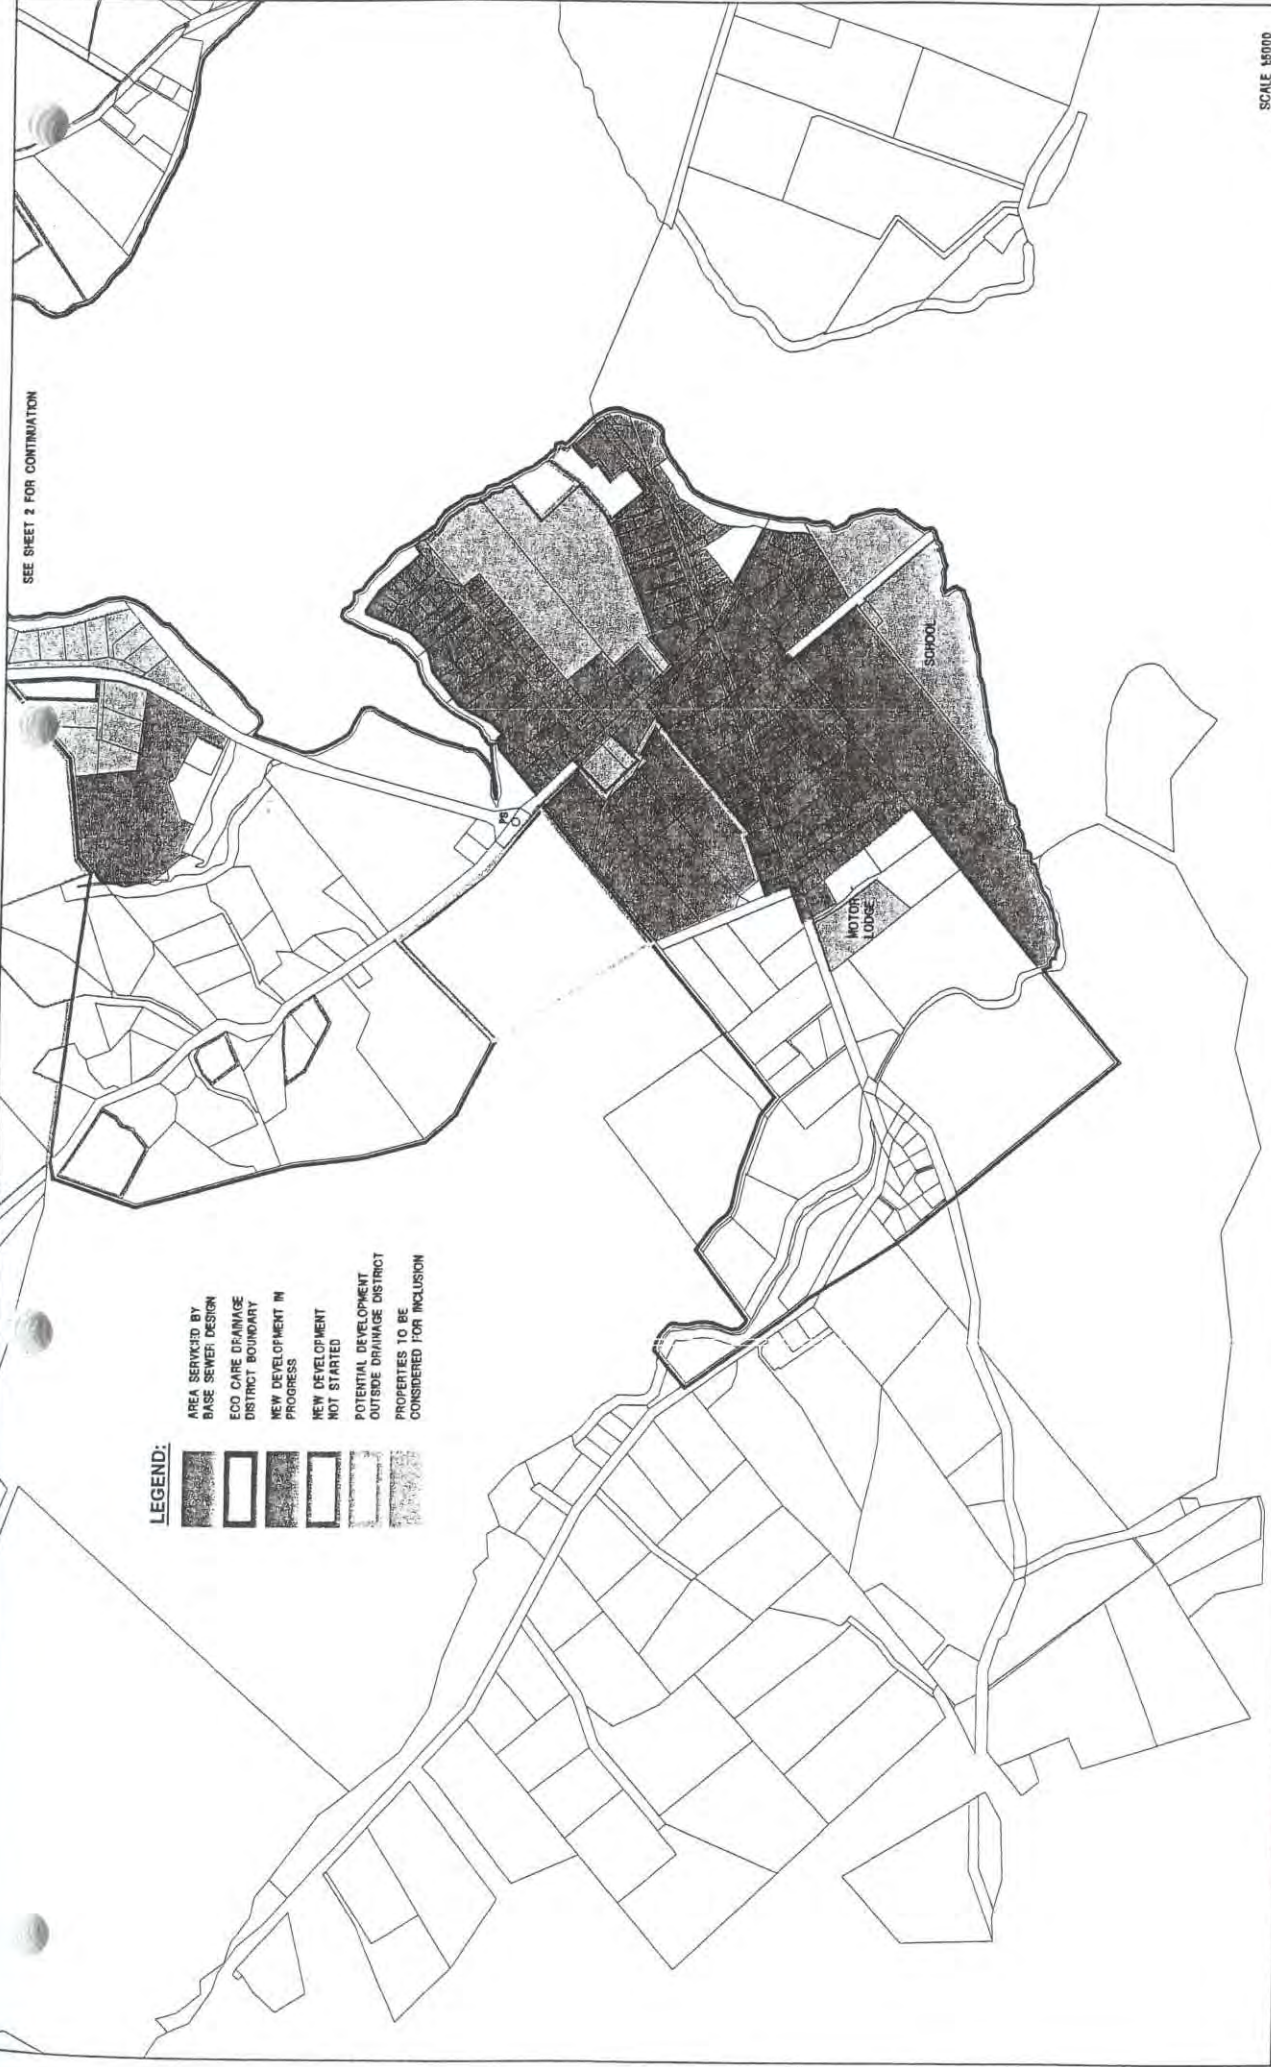 SEE SHEET 2 FOR CONTINUATION
LEGEND:
AREA SERVICED BY
BASE SEWER DESIGN
ECO CARE DRAINAGE
DISTRICT BOUNDARY
NEW DEVELOPMENT IN
PROGRESS
NEW DEVELOPMENT
NOT STARTED
POTENTIAL DEVELOPMENT
OUTSIDE DRAINAGE DISTRICT
PROPERTIES TO BE
CONSIDERED FOR INCLUSION
PS
MOTOR
LODGE
SCHOOL
SCALE